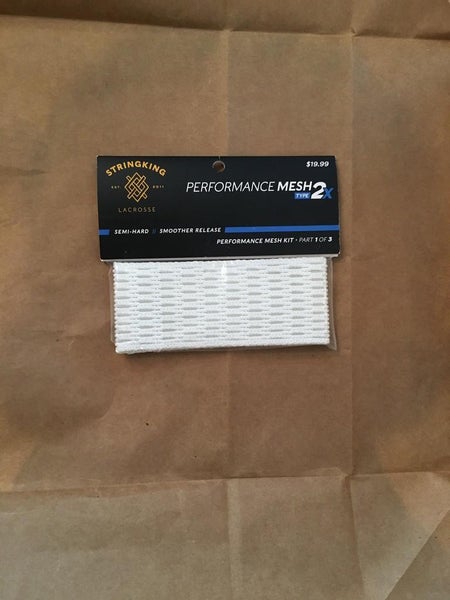 STRINGKING
EST. 2011
LACROSSE
$19.99
PERFORMANCE MESH
TYPE 2X
SEMI-HARD // SMOOTHER RELEASE
PERFORMANCE MESH KIT • PART 1 OF 3